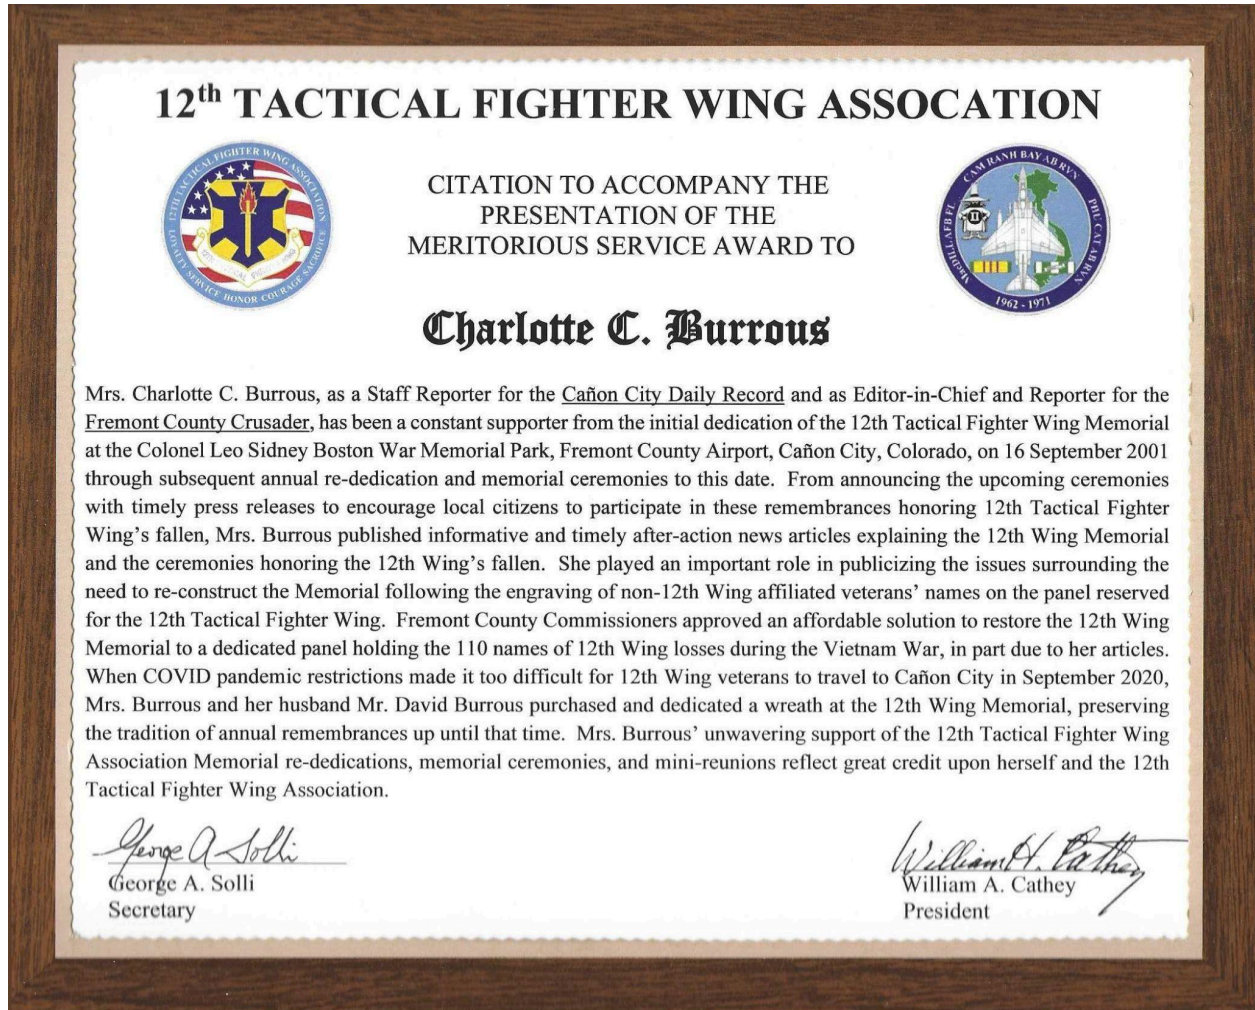 12th TACTICAL FIGHTER WING ASSOCATION
12TH TACTICAL FIGHTER WING ASSOCIATION
LOYALTY SERVICE HONOR COURAGE SACRIFICE
CITATION TO ACCOMPANY THE
PRESENTATION OF THE
MERITORIOUS SERVICE AWARD TO
CAM RANH BAY AB RVN
MacDILL AFB FL
PHU CAT AB RVN
II
1962 - 1971
Charlotte C. Burrous
Mrs. Charlotte C. Burrous, as a Staff Reporter for the Cañon City Daily Record and as Editor-in-Chief and Reporter for the
Fremont County Crusader, has been a constant supporter from the initial dedication of the 12th Tactical Fighter Wing Memorial
at the Colonel Leo Sidney Boston War Memorial Park, Fremont County Airport, Cañon City, Colorado, on 16 September 2001
through subsequent annual re-dedication and memorial ceremonies to this date. From announcing the upcoming ceremonies
with timely press releases to encourage local citizens to participate in these remembrances honoring 12th Tactical Fighter
Wing's fallen, Mrs. Burrous published informative and timely after-action news articles explaining the 12th Wing Memorial
and the ceremonies honoring the 12th Wing's fallen. She played an important role in publicizing the issues surrounding the
need to re-construct the Memorial following the engraving of non-12th Wing affiliated veterans' names on the panel reserved
for the 12th Tactical Fighter Wing. Fremont County Commissioners approved an affordable solution to restore the 12th Wing
Memorial to a dedicated panel holding the 110 names of 12th Wing losses during the Vietnam War, in part due to her articles.
When COVID pandemic restrictions made it too difficult for 12th Wing veterans to travel to Cañon City in September 2020,
Mrs. Burrous and her husband Mr. David Burrous purchased and dedicated a wreath at the 12th Wing Memorial, preserving
the tradition of annual remembrances up until that time. Mrs. Burrous' unwavering support of the 12th Tactical Fighter Wing
Association Memorial re-dedications, memorial ceremonies, and mini-reunions reflect great credit upon herself and the 12th
Tactical Fighter Wing Association.
George A Solli
William H. Cathey
George A. Solli
William A. Cathey
Secretary
President